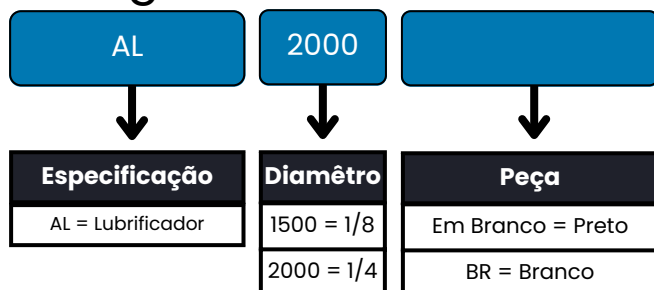 AL 2000
Especificação Diamêtro Peça
AL = Lubrificador 1500 = 1/8 Em Branco = Preto
2000 = 1/4 BR = Branco